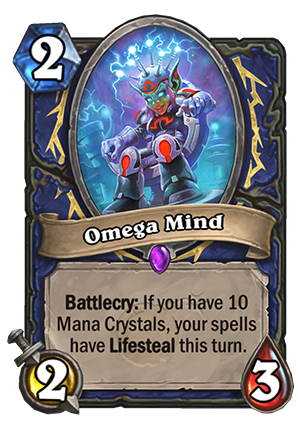 2
Omega Mind
Battlecry: If you have 10
Mana Crystals, your spells
have Lifesteal this turn.
2
3